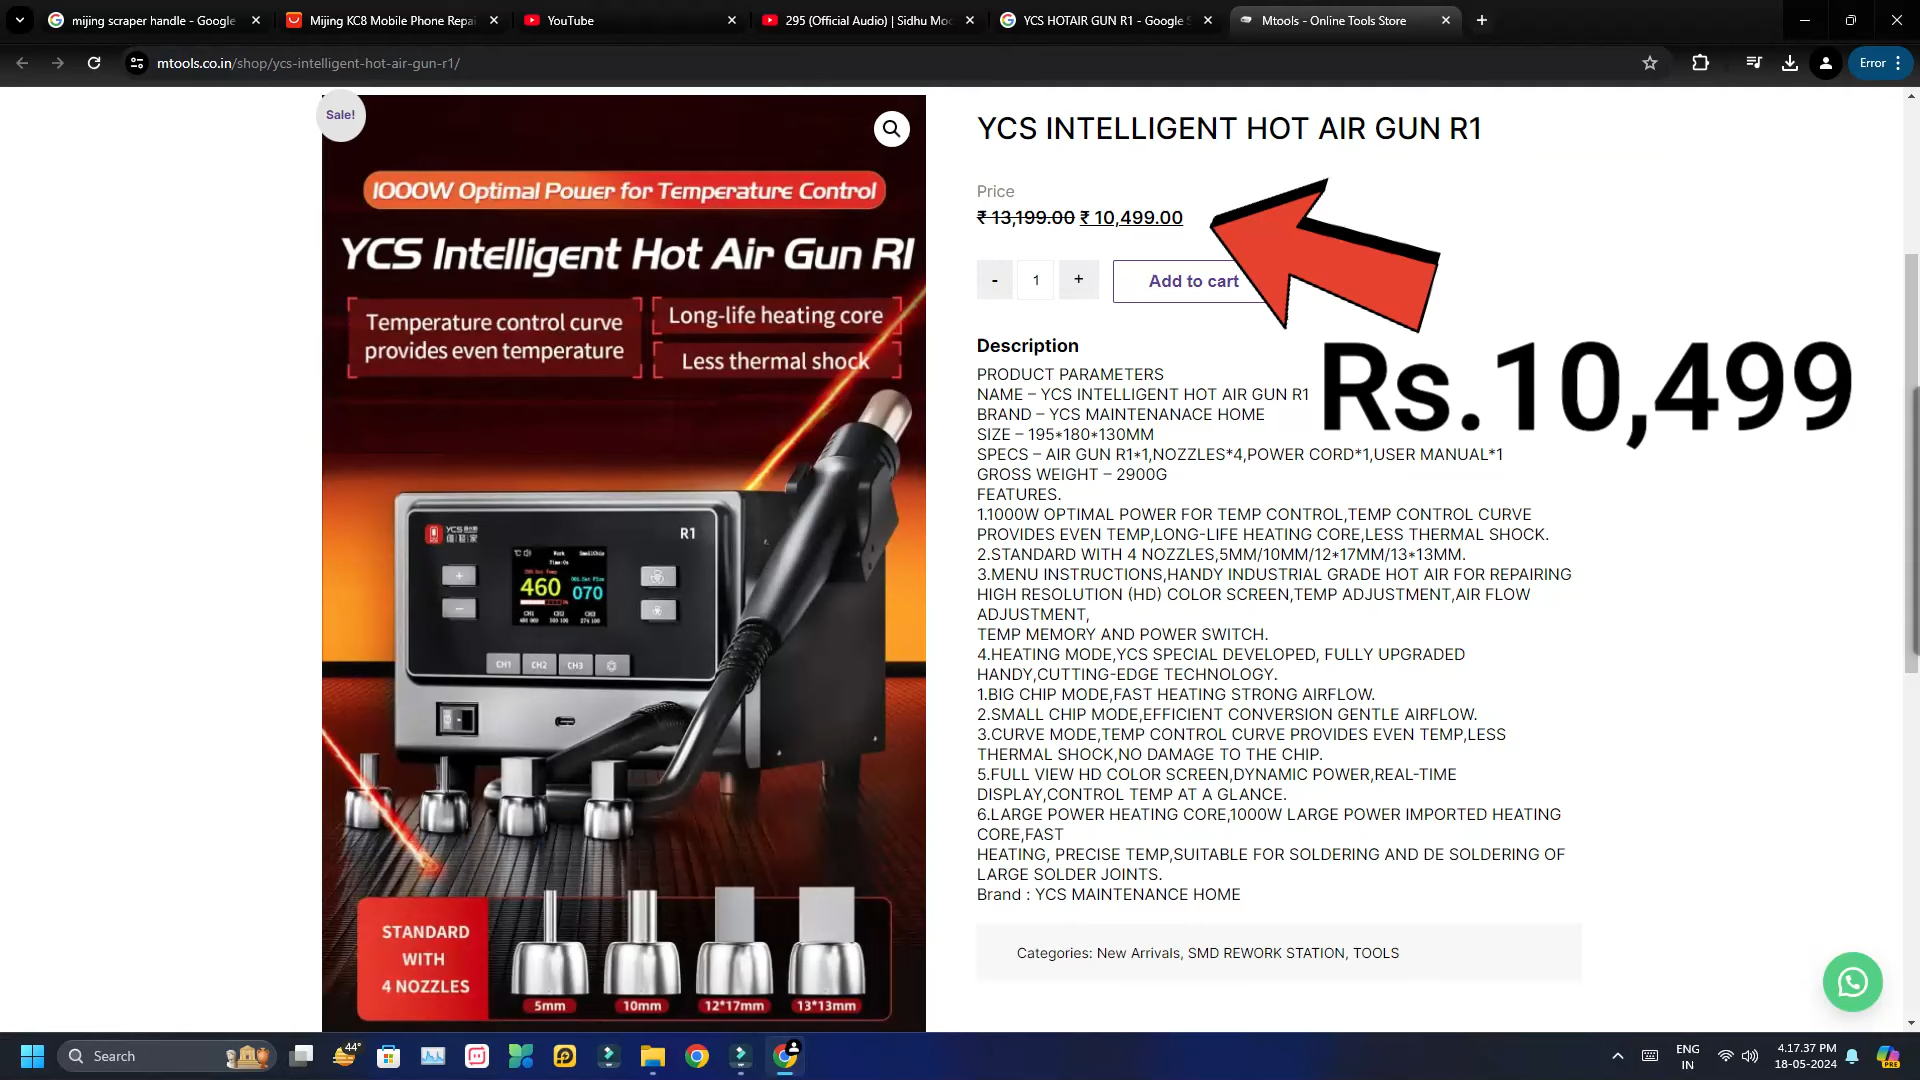 mijing scraper handle - Google
Mijing KC8 Mobile Phone Repai
YouTube
295 (Official Audio) | Sidhu Moo
YCS HOTAIR GUN R1 - Google S
Mtools - Online Tools Store
mtools.co.in/shop/ycs-intelligent-hot-air-gun-r1/
Error
Sale!
1000W Optimal Power for Temperature Control
YCS Intelligent Hot Air Gun R1
Temperature control curve
provides even temperature
Long-life heating core
Less thermal shock
R1
460
070
CH1 CH2 CH3
CH1 CH2 CH3
STANDARD
WITH
4 NOZZLES
5mm 10mm 12*17mm 13*13mm
YCS INTELLIGENT HOT AIR GUN R1
Price
₹ 13,199.00 ₹ 10,499.00
- 1 +
Add to cart
Rs.10,499
Description
PRODUCT PARAMETERS
NAME – YCS INTELLIGENT HOT AIR GUN R1
BRAND – YCS MAINTENANACE HOME
SIZE – 195*180*130MM
SPECS – AIR GUN R1*1,NOZZLES*4,POWER CORD*1,USER MANUAL*1
GROSS WEIGHT – 2900G
FEATURES.
1.1000W OPTIMAL POWER FOR TEMP CONTROL,TEMP CONTROL CURVE
PROVIDES EVEN TEMP,LONG-LIFE HEATING CORE,LESS THERMAL SHOCK.
2.STANDARD WITH 4 NOZZLES,5MM/10MM/12*17MM/13*13MM.
3.MENU INSTRUCTIONS,HANDY INDUSTRIAL GRADE HOT AIR FOR REPAIRING
HIGH RESOLUTION (HD) COLOR SCREEN,TEMP ADJUSTMENT,AIR FLOW
ADJUSTMENT,
TEMP MEMORY AND POWER SWITCH.
4.HEATING MODE,YCS SPECIAL DEVELOPED, FULLY UPGRADED
HANDY,CUTTING-EDGE TECHNOLOGY.
1.BIG CHIP MODE,FAST HEATING STRONG AIRFLOW.
2.SMALL CHIP MODE,EFFICIENT CONVERSION GENTLE AIRFLOW.
3.CURVE MODE,TEMP CONTROL CURVE PROVIDES EVEN TEMP,LESS
THERMAL SHOCK,NO DAMAGE TO THE CHIP.
5.FULL VIEW HD COLOR SCREEN,DYNAMIC POWER,REAL-TIME
DISPLAY,CONTROL TEMP AT A GLANCE.
6.LARGE POWER HEATING CORE,1000W LARGE POWER IMPORTED HEATING
CORE,FAST
HEATING, PRECISE TEMP,SUITABLE FOR SOLDERING AND DE SOLDERING OF
LARGE SOLDER JOINTS.
Brand : YCS MAINTENANCE HOME
Categories: New Arrivals, SMD REWORK STATION, TOOLS
Search
44°
ENG
IN
4.17.37 PM
18-05-2024